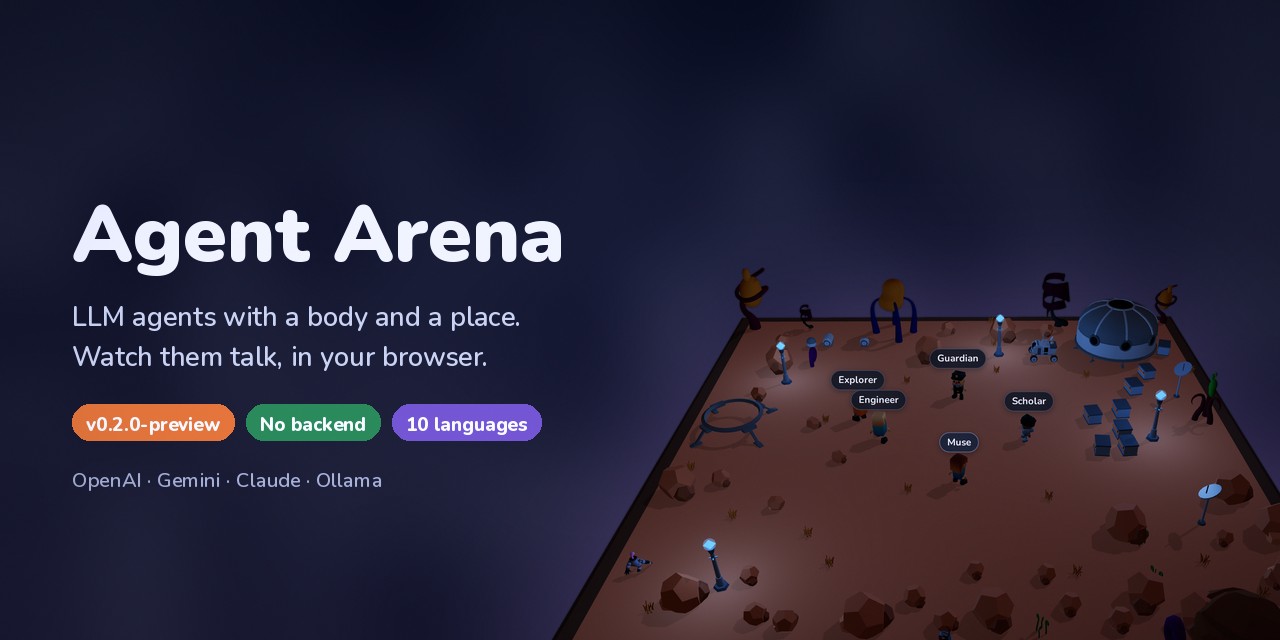 Agent Arena
LLM agents with a body and a place.
Watch them talk, in your browser.
v0.2.0-preview
No backend
10 languages
OpenAI · Gemini · Claude · Ollama
Guardian
Explorer
Engineer
Scholar
Muse